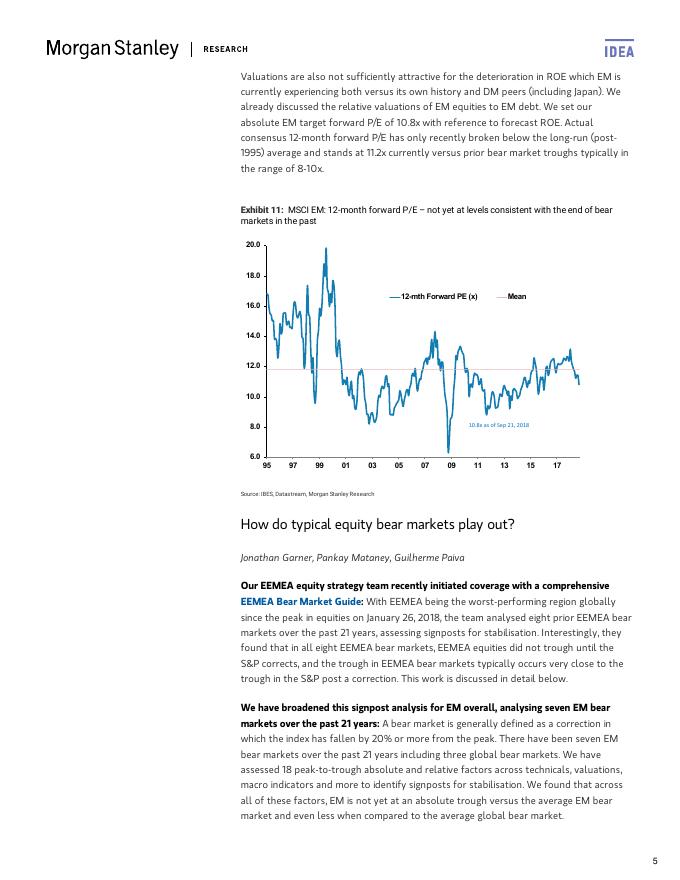 Morgan Stanley | RESEARCH
IDEA
Valuations are also not sufficiently attractive for the deterioration in ROE which EM is
currently experiencing both versus its own history and DM peers (including Japan). We
already discussed the relative valuations of EM equities to EM debt. We set our
absolute EM target forward P/E of 10.8x with reference to forecast ROE. Actual
consensus 12-month forward P/E has only recently broken below the long-run (post-
1995) average and stands at 11.2x currently versus prior bear market troughs typically in
the range of 8-10x.
Exhibit 11: MSCI EM: 12-month forward P/E – not yet at levels consistent with the end of bear
markets in the past
20.0
18.0
16.0
14.0
12.0
10.0
8.0
6.0
12-mth Forward PE (x) Mean
10.8x as of Sep 21, 2018
95 97 99 01 03 05 07 09 11 13 15 17
Source: IBES, Datastream, Morgan Stanley Research
How do typical equity bear markets play out?
Jonathan Garner, Pankay Mataney, Guilherme Paiva
Our EEMEA equity strategy team recently initiated coverage with a comprehensive
EEMEA Bear Market Guide: With EEMEA being the worst-performing region globally
since the peak in equities on January 26, 2018, the team analysed eight prior EEMEA bear
markets over the past 21 years, assessing signposts for stabilisation. Interestingly, they
found that in all eight EEMEA bear markets, EEMEA equities did not trough until the
S&P corrects, and the trough in EEMEA bear markets typically occurs very close to the
trough in the S&P post a correction. This work is discussed in detail below.
We have broadened this signpost analysis for EM overall, analysing seven EM bear
markets over the past 21 years: A bear market is generally defined as a correction in
which the index has fallen by 20% or more from the peak. There have been seven EM
bear markets over the past 21 years including three global bear markets. We have
assessed 18 peak-to-trough absolute and relative factors across technicals, valuations,
macro indicators and more to identify signposts for stabilisation. We found that across
all of these factors, EM is not yet at an absolute trough versus the average EM bear
market and even less when compared to the average global bear market.
5